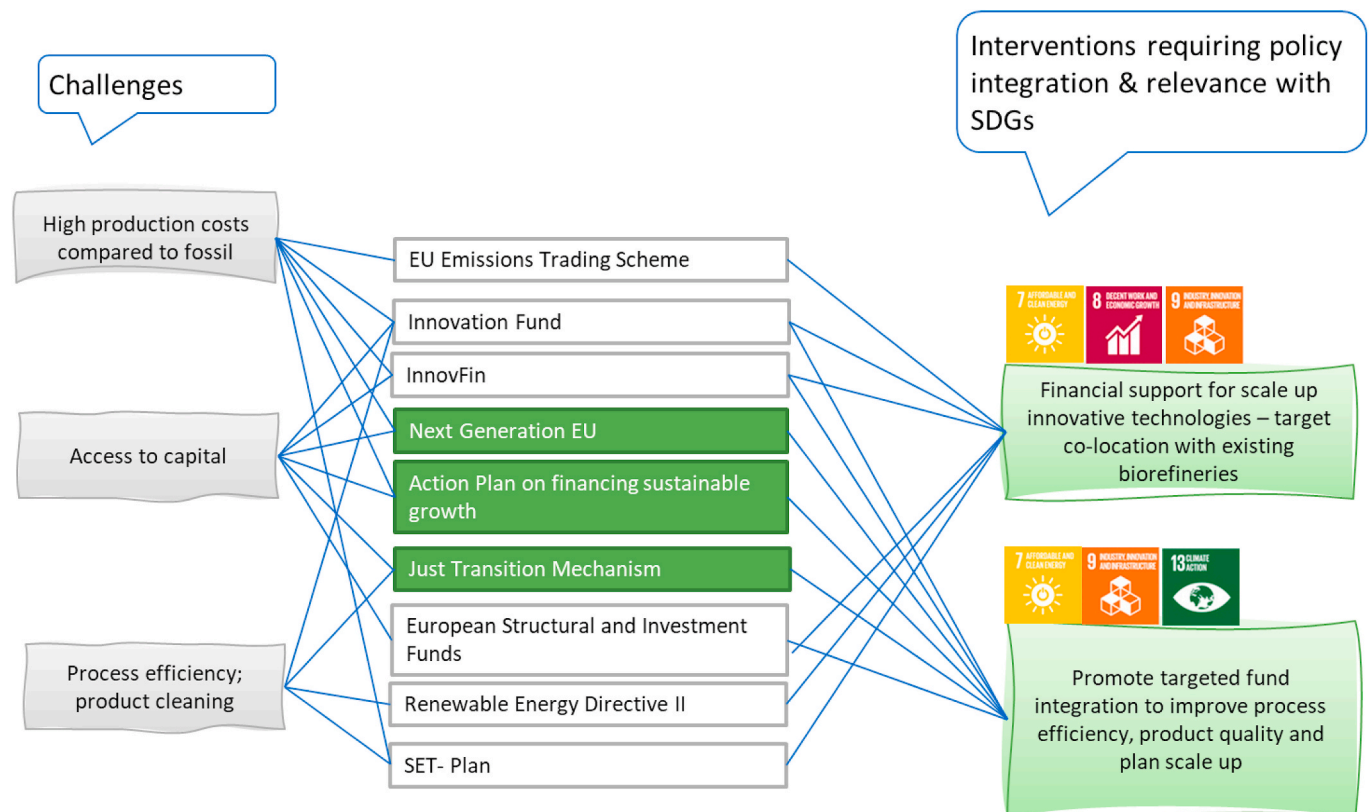 Challenges
Interventions requiring policy
integration & relevance with
SDGs
High production costs
compared to fossil
Access to capital
Process efficiency;
product cleaning
EU Emissions Trading Scheme
Innovation Fund
InnovFin
Next Generation EU
Action Plan on financing sustainable
growth
Just Transition Mechanism
European Structural and Investment
Funds
Renewable Energy Directive II
SET- Plan
7 AFFORDABLE AND
CLEAN ENERGY
8 DECENT WORK AND
ECONOMIC GROWTH
9 INDUSTRY, INNOVATION
AND INFRASTRUCTURE
Financial support for scale up
innovative technologies – target
co-location with existing
biorefineries
7 AFFORDABLE AND
CLEAN ENERGY
9 INDUSTRY, INNOVATION
AND INFRASTRUCTURE
13 CLIMATE
ACTION
Promote targeted fund
integration to improve process
efficiency, product quality and
plan scale up